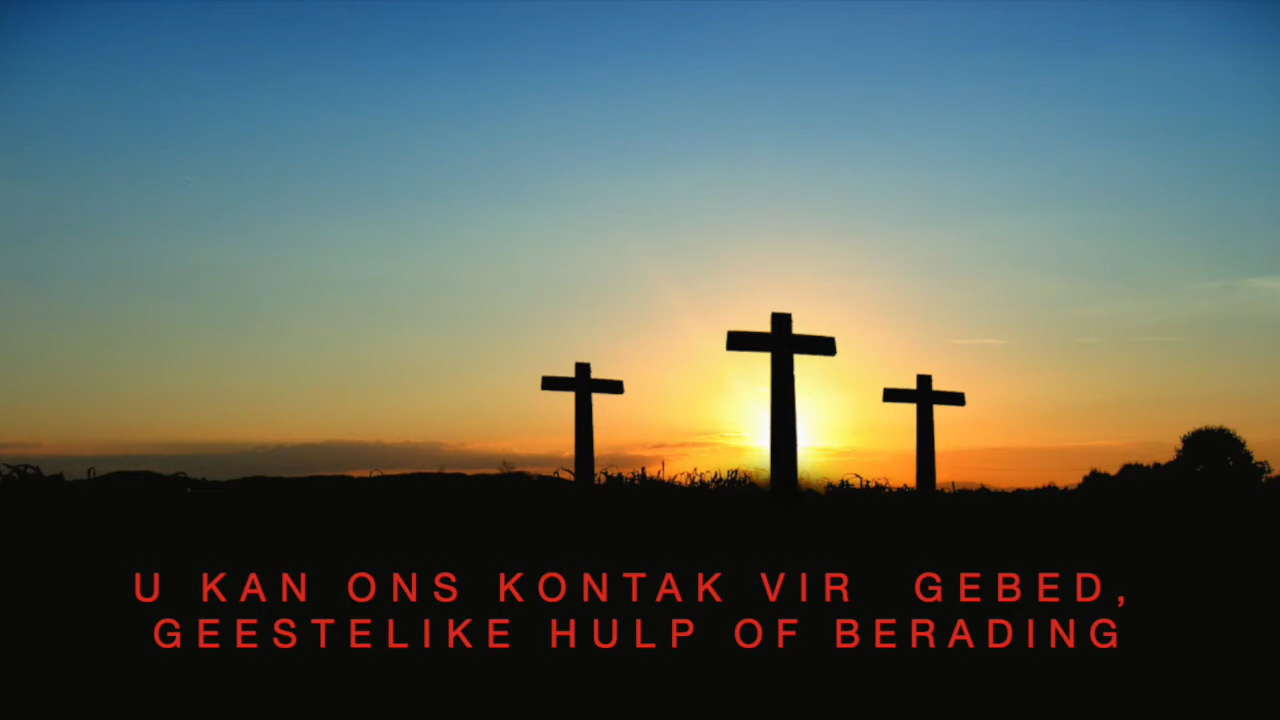 U KAN ONS KONTAK VIR GEBED,
GEESTELIKE HULP OF BERADING